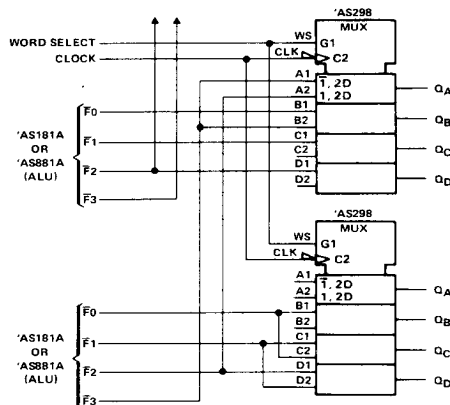 'AS298
MUX
WORD SELECT
WS
G1
CLOCK
CLK
C2
A1
1̅, 2D
QA
A2
1, 2D
F̅0
B1
QB
'AS181A
OR
'AS881A
(ALU)
B2
F̅1
C1
QC
C2
F̅2
D1
QD
D2
F̅3
'AS298
MUX
WS
G1
CLK
C2
A1
1̅, 2D
QA
A2
1, 2D
F̅0
B1
QB
B2
'AS181A
OR
'AS881A
(ALU)
F̅1
C1
QC
C2
F̅2
D1
QD
D2
F̅3